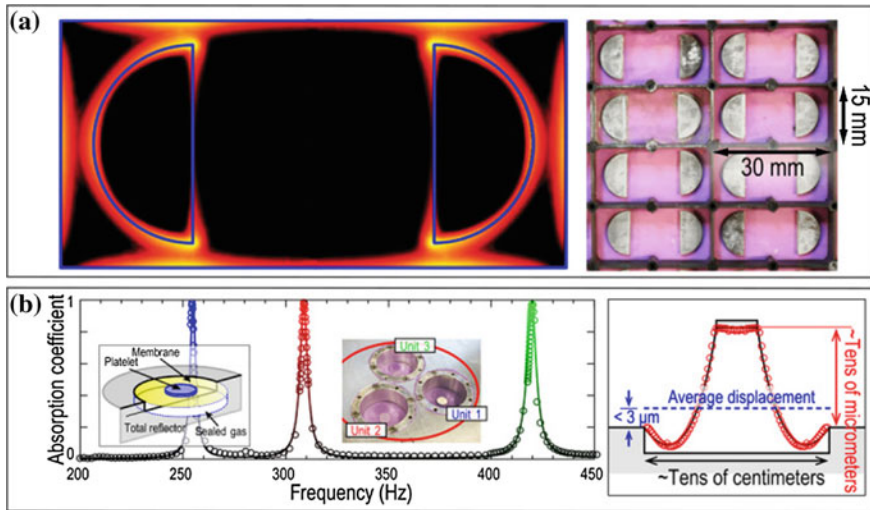 (a)
15 mm
30 mm
(b)
Absorption coefficient
1
0
Membrane
Platelet
Total reflector
Sealed gas
Unit 3
Unit 1
Unit 2
200
250
300
350
400
450
Frequency (Hz)
Average displacement
< 3 μm
~Tens of micrometers
~Tens of centimeters